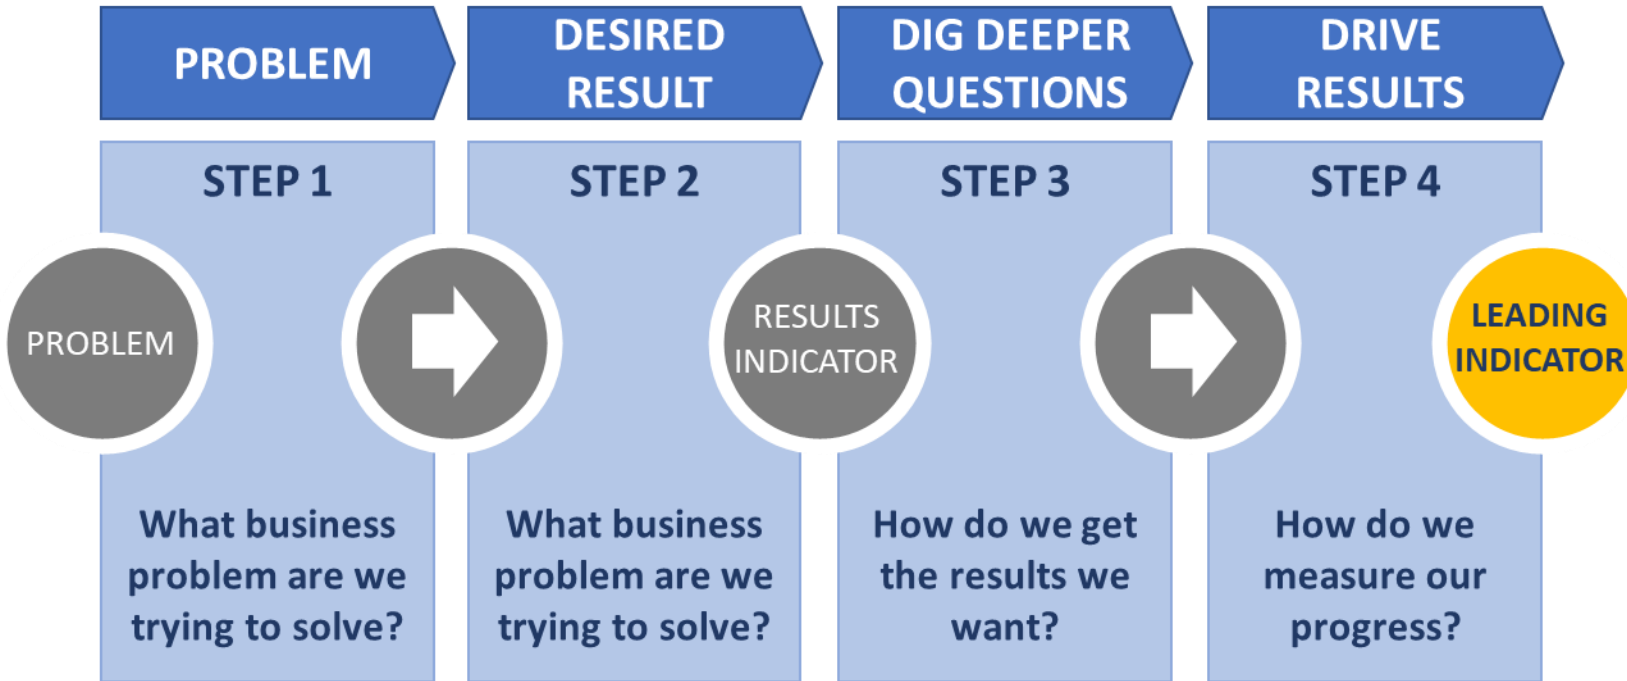 PROBLEM
DESIRED
RESULT
DIG DEEPER
QUESTIONS
DRIVE
RESULTS
STEP 1
STEP 2
STEP 3
STEP 4
PROBLEM
RESULTS
INDICATOR
LEADING
INDICATOR
What business
problem are we
trying to solve?
What business
problem are we
trying to solve?
How do we get
the results we
want?
How do we
measure our
progress?